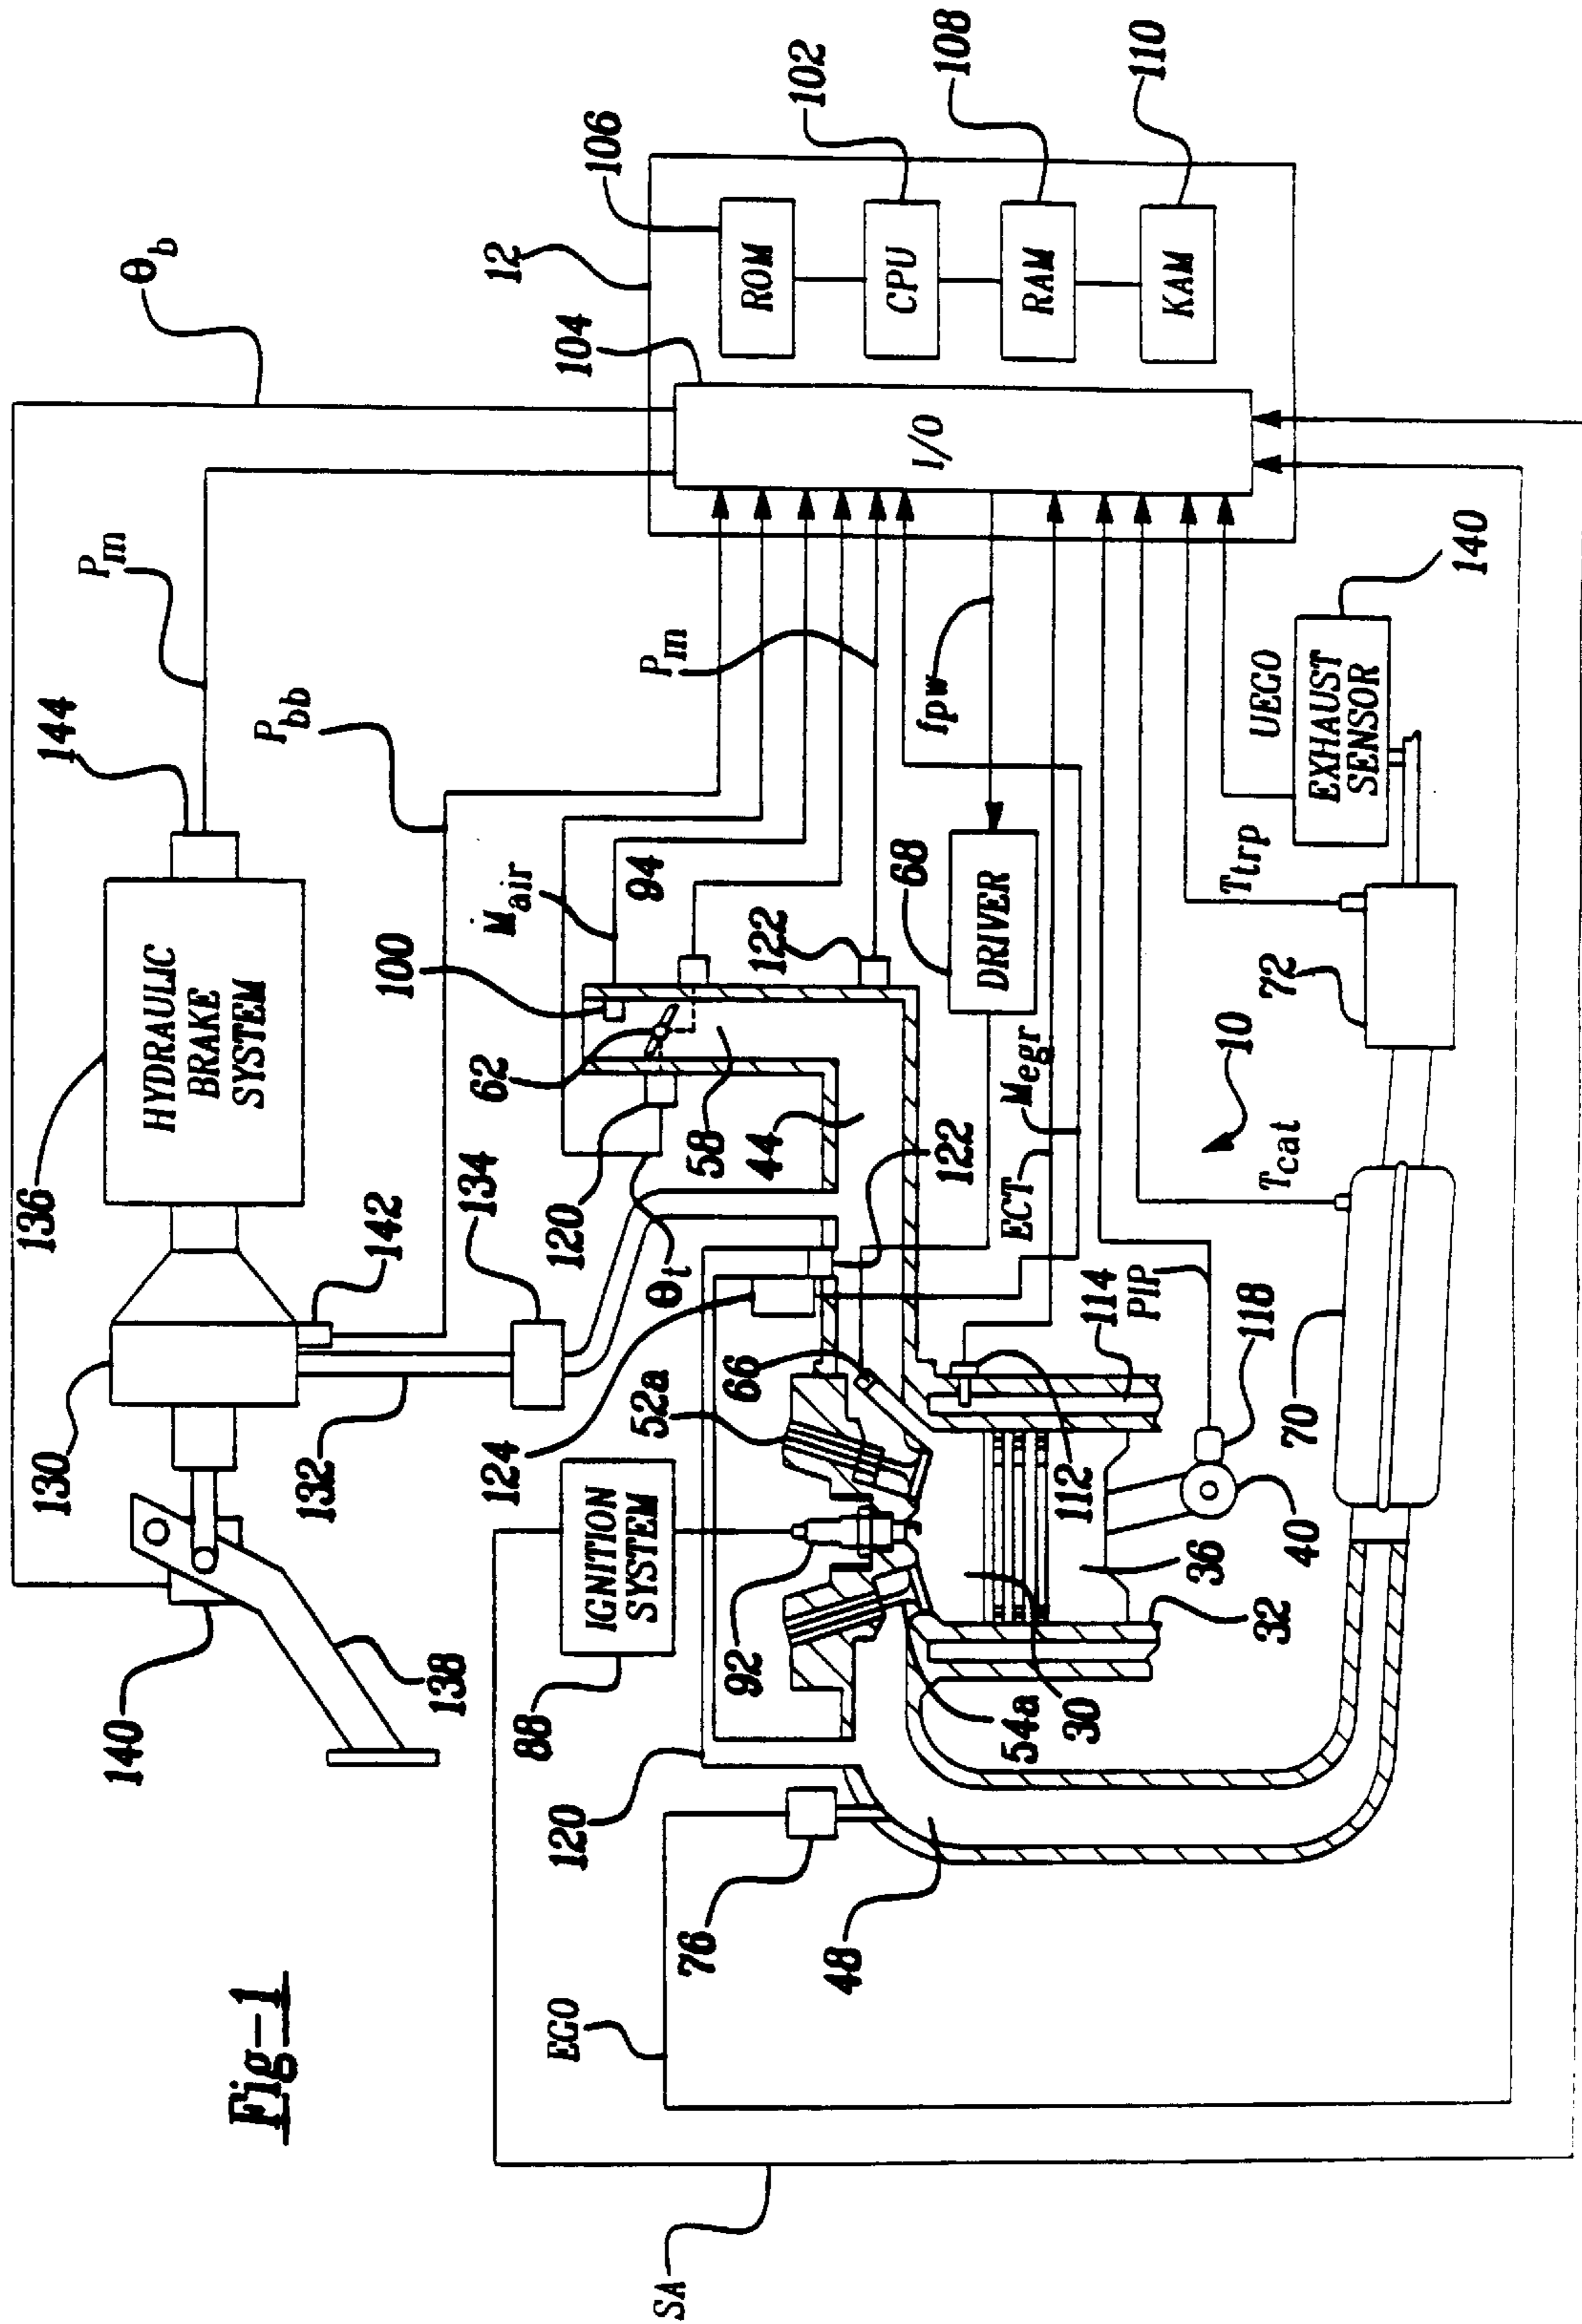 Fig-1
136
HYDRAULIC
BRAKE
SYSTEM
144
Pm
θb
130
142
Pbb
140
138
132
134
124
120
θt
62
100
Ṁair
94
58
44
122
Pm
122
SA
EGO
76
120
88
IGNITION
SYSTEM
92
52a
66
ECT
Megr
68
DRIVER
fpw
48
54a
30
36
32
112
114
PIP
118
40
10
70
Tcat
72
Ttrp
UEGO
EXHAUST
SENSOR
140
12
104
I/O
106
ROM
102
CPU
108
RAM
110
KAM